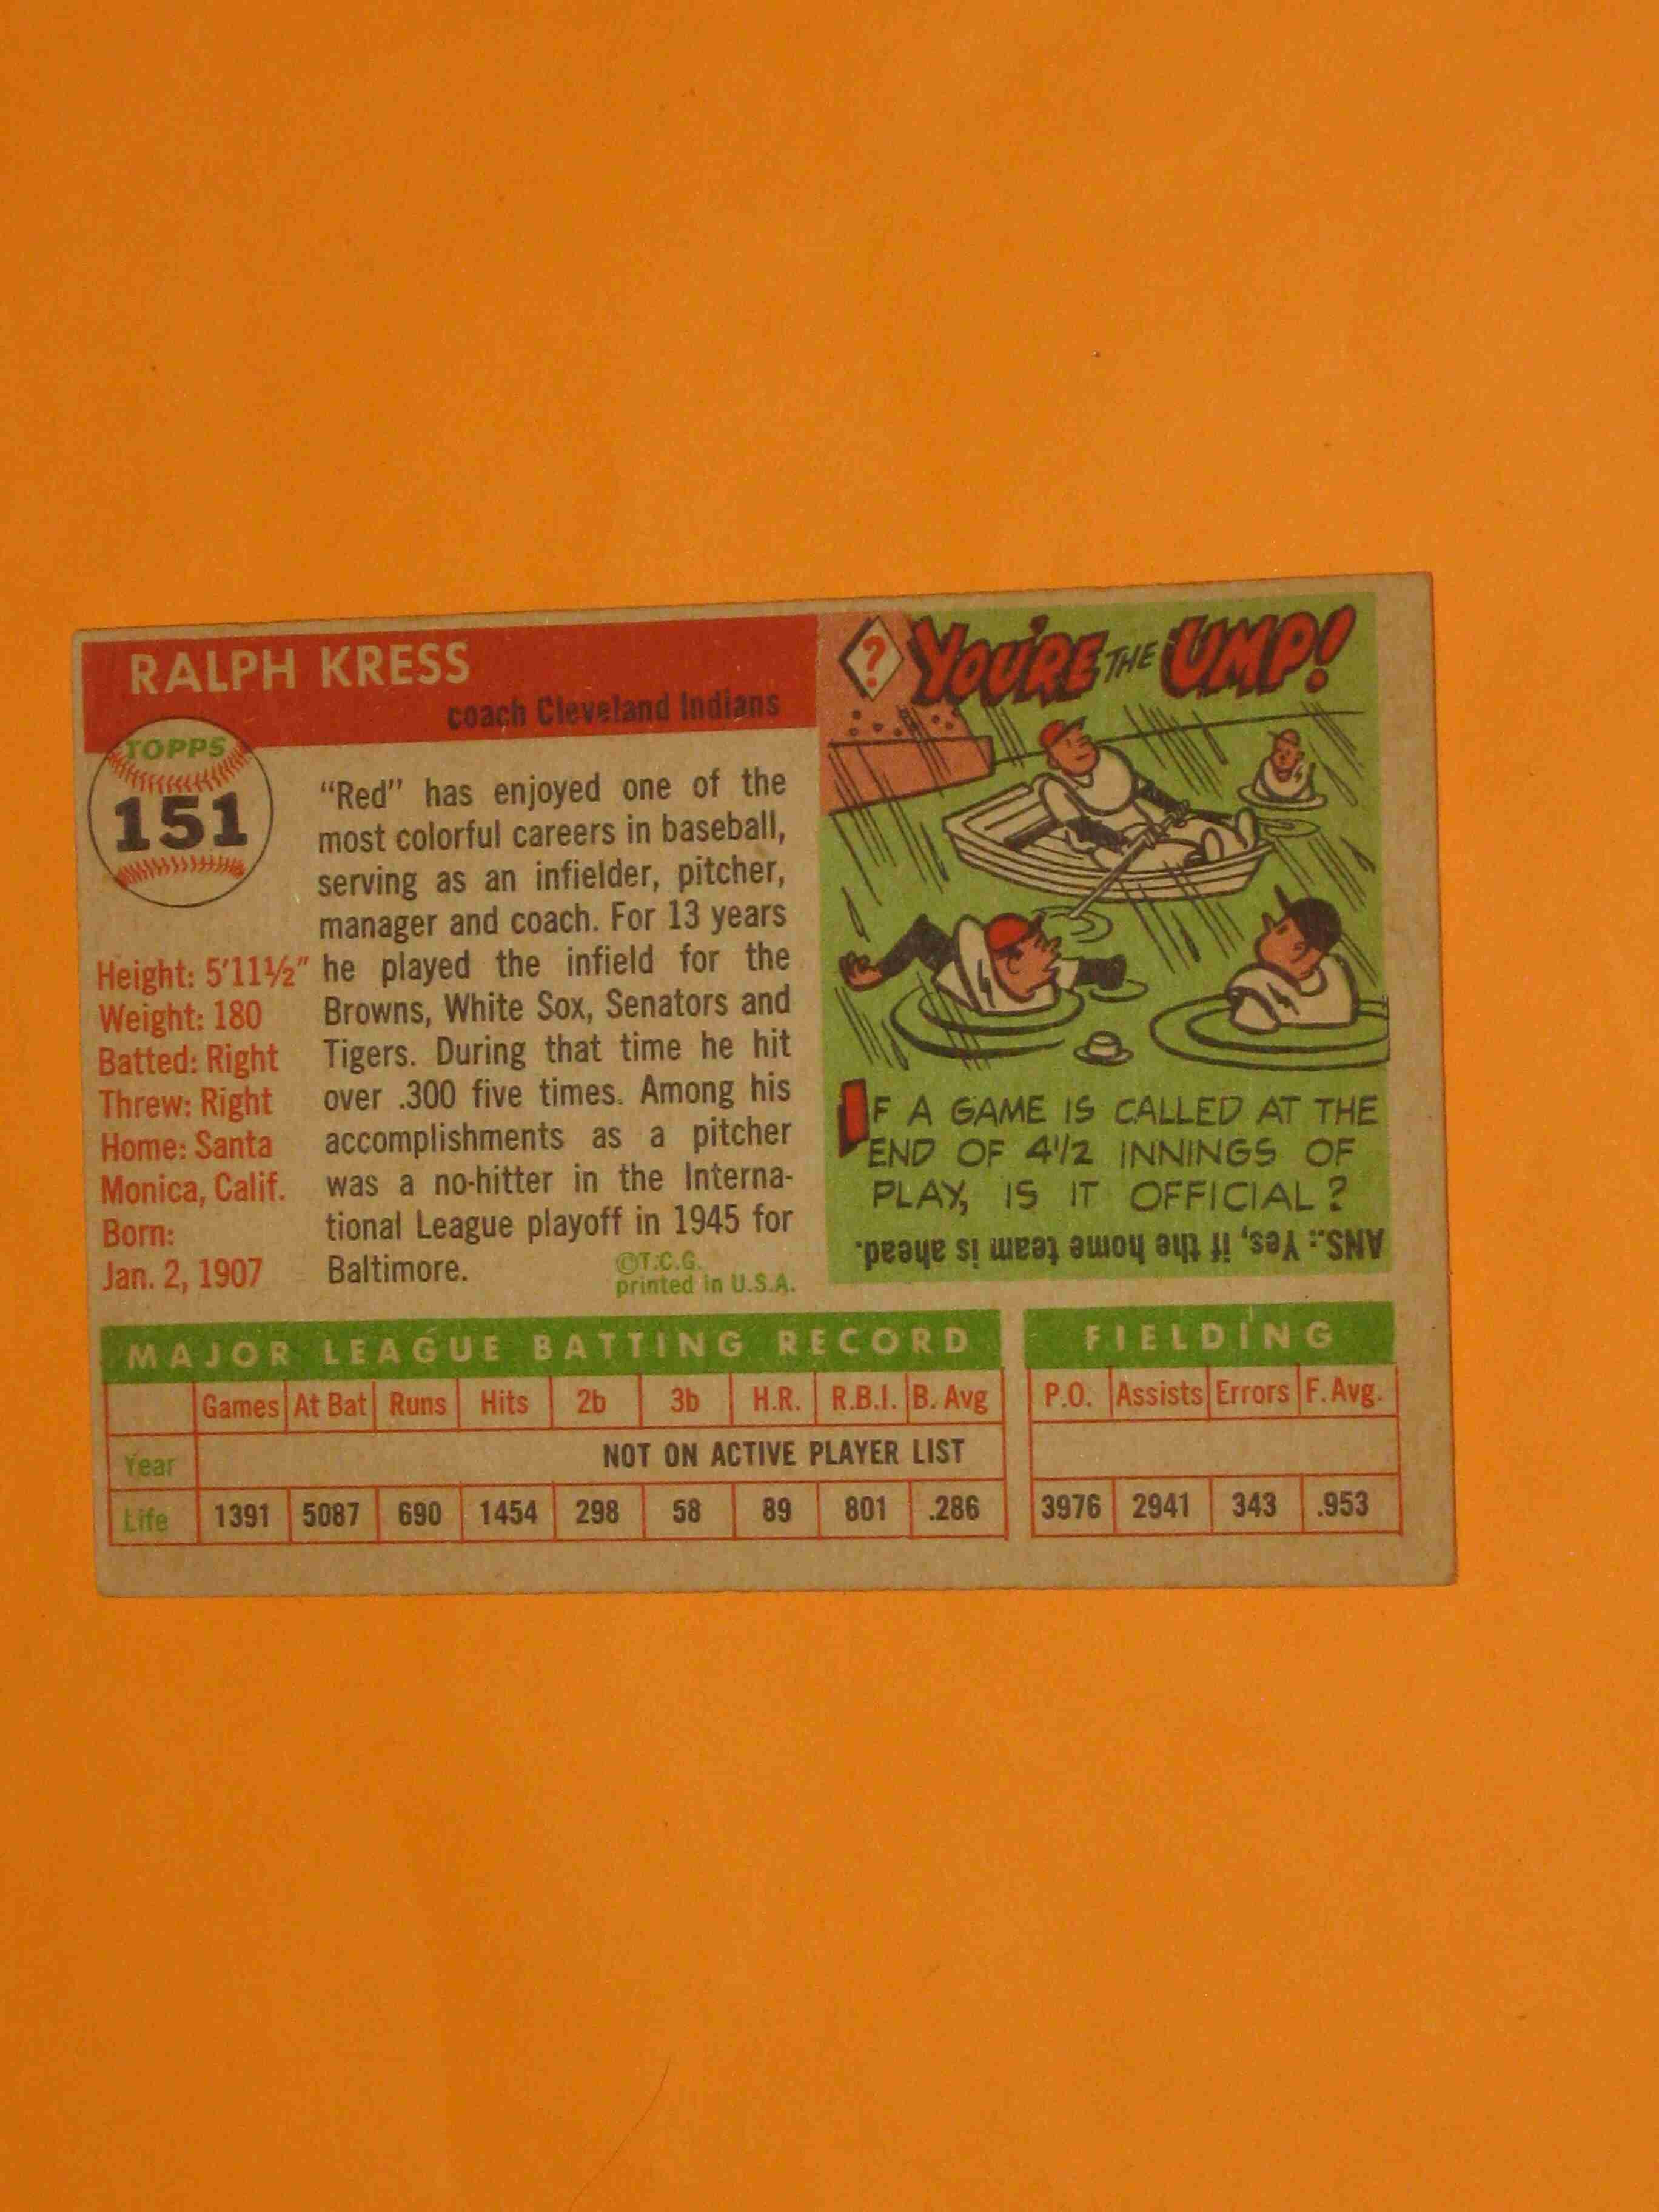 RALPH KRESS
coach Cleveland Indians
TOPPS
151
Height: 5'11½"
Weight: 180
Batted: Right
Threw: Right
Home: Santa
Monica, Calif.
Born:
Jan. 2, 1907
"Red" has enjoyed one of the
most colorful careers in baseball,
serving as an infielder, pitcher,
manager and coach. For 13 years
he played the infield for the
Browns, White Sox, Senators and
Tigers. During that time he hit
over .300 five times. Among his
accomplishments as a pitcher
was a no-hitter in the Interna-
tional League playoff in 1945 for
Baltimore.
©T.C.G.
printed in U.S.A.
? YOU'RE THE UMP!
IF A GAME IS CALLED AT THE
END OF 4½ INNINGS OF
PLAY, IS IT OFFICIAL?
ANS.: Yes, if the home team is ahead.
MAJOR LEAGUE BATTING RECORD
Games At Bat Runs Hits 2b 3b H.R. R.B.I. B. Avg
Year NOT ON ACTIVE PLAYER LIST
Life 1391 5087 690 1454 298 58 89 801 .286
FIELDING
P.O. Assists Errors F. Avg.
3976 2941 343 .953